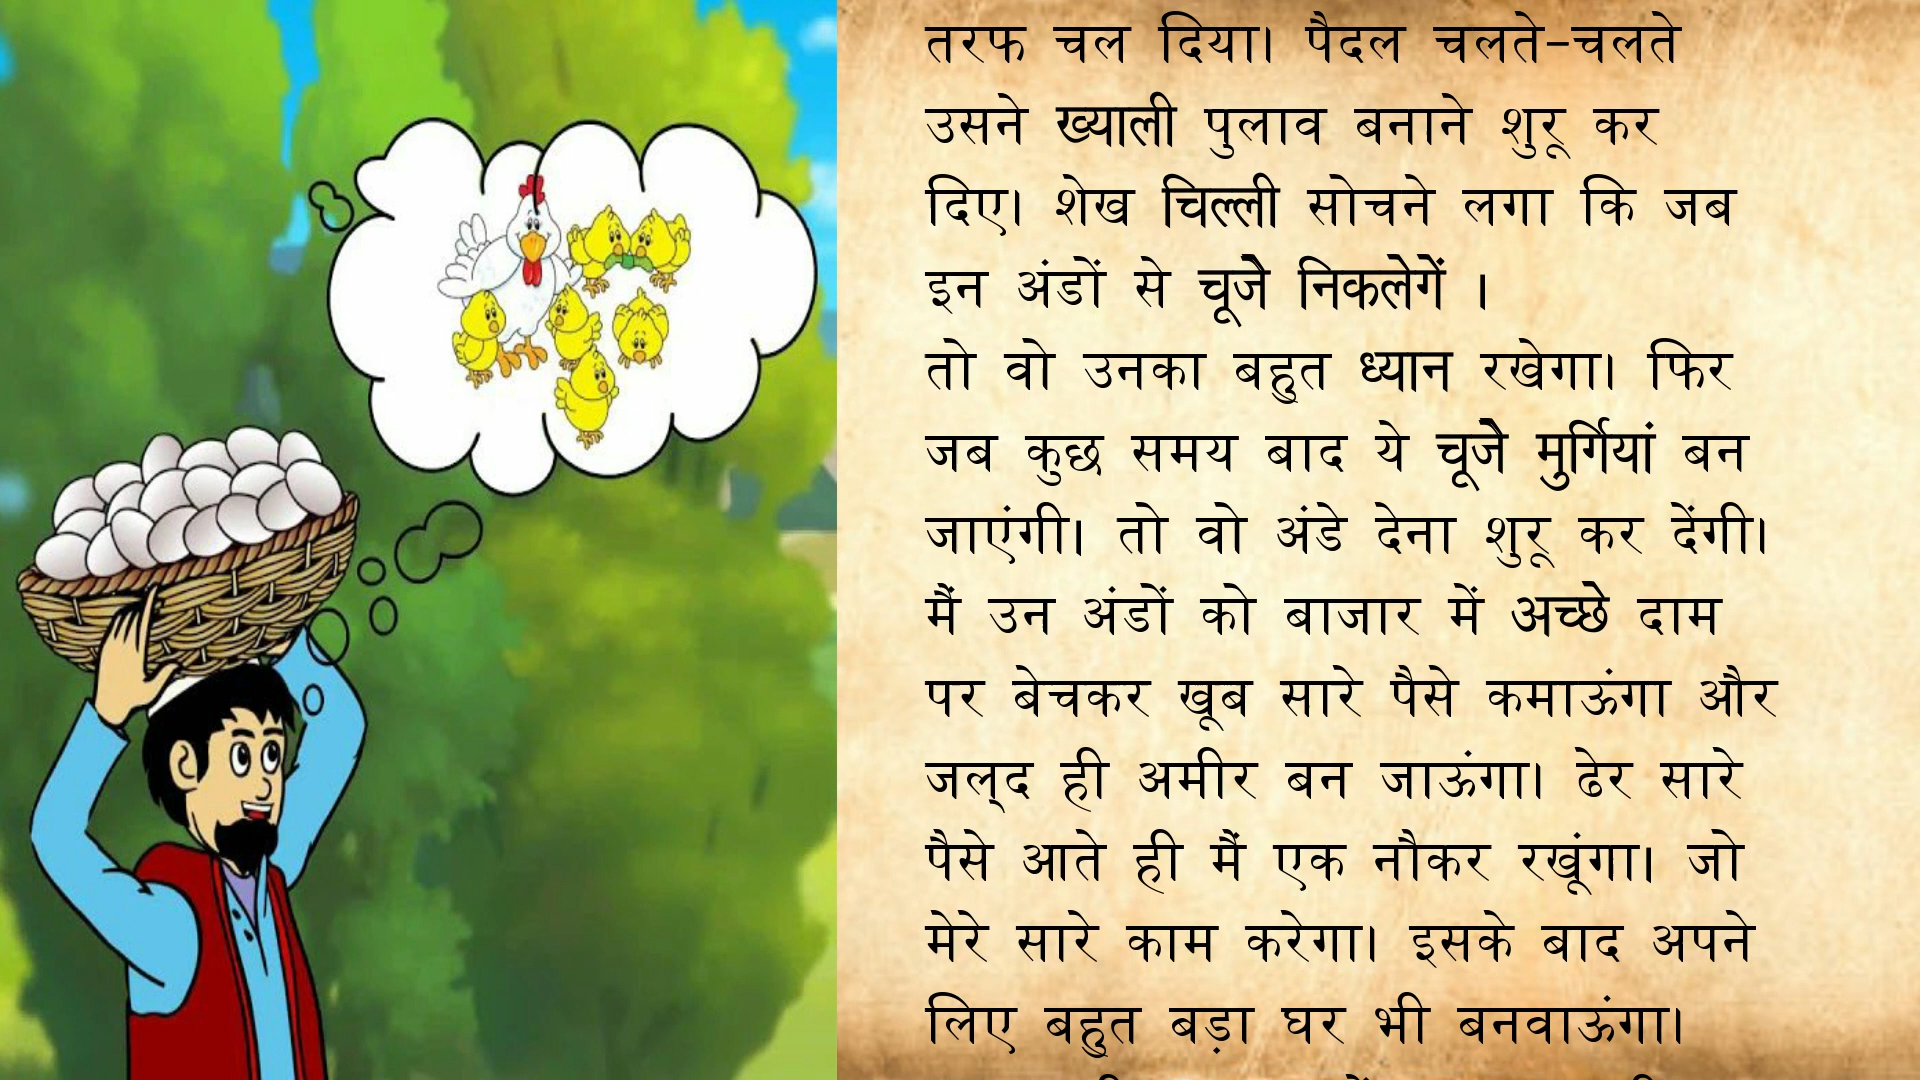 तरफ चल दिया। पैदल चलते-चलते
उसने ख्याली पुलाव बनाने शुरू कर
दिए। शेख चिल्ली सोचने लगा कि जब
इन अंडों से चूजे निकलेगें ।
तो वो उनका बहुत ध्यान रखेगा। फिर
जब कुछ समय बाद ये चूजे मुर्गियां बन
जाएंगी। तो वो अंडे देना शुरू कर देंगी।
मैं उन अंडों को बाजार में अच्छे दाम
पर बेचकर खूब सारे पैसे कमाऊंगा और
जल्द ही अमीर बन जाऊंगा। ढेर सारे
पैसे आते ही मैं एक नौकर रखूंगा। जो
मेरे सारे काम करेगा। इसके बाद अपने
लिए बहुत बड़ा घर भी बनवाऊंगा।